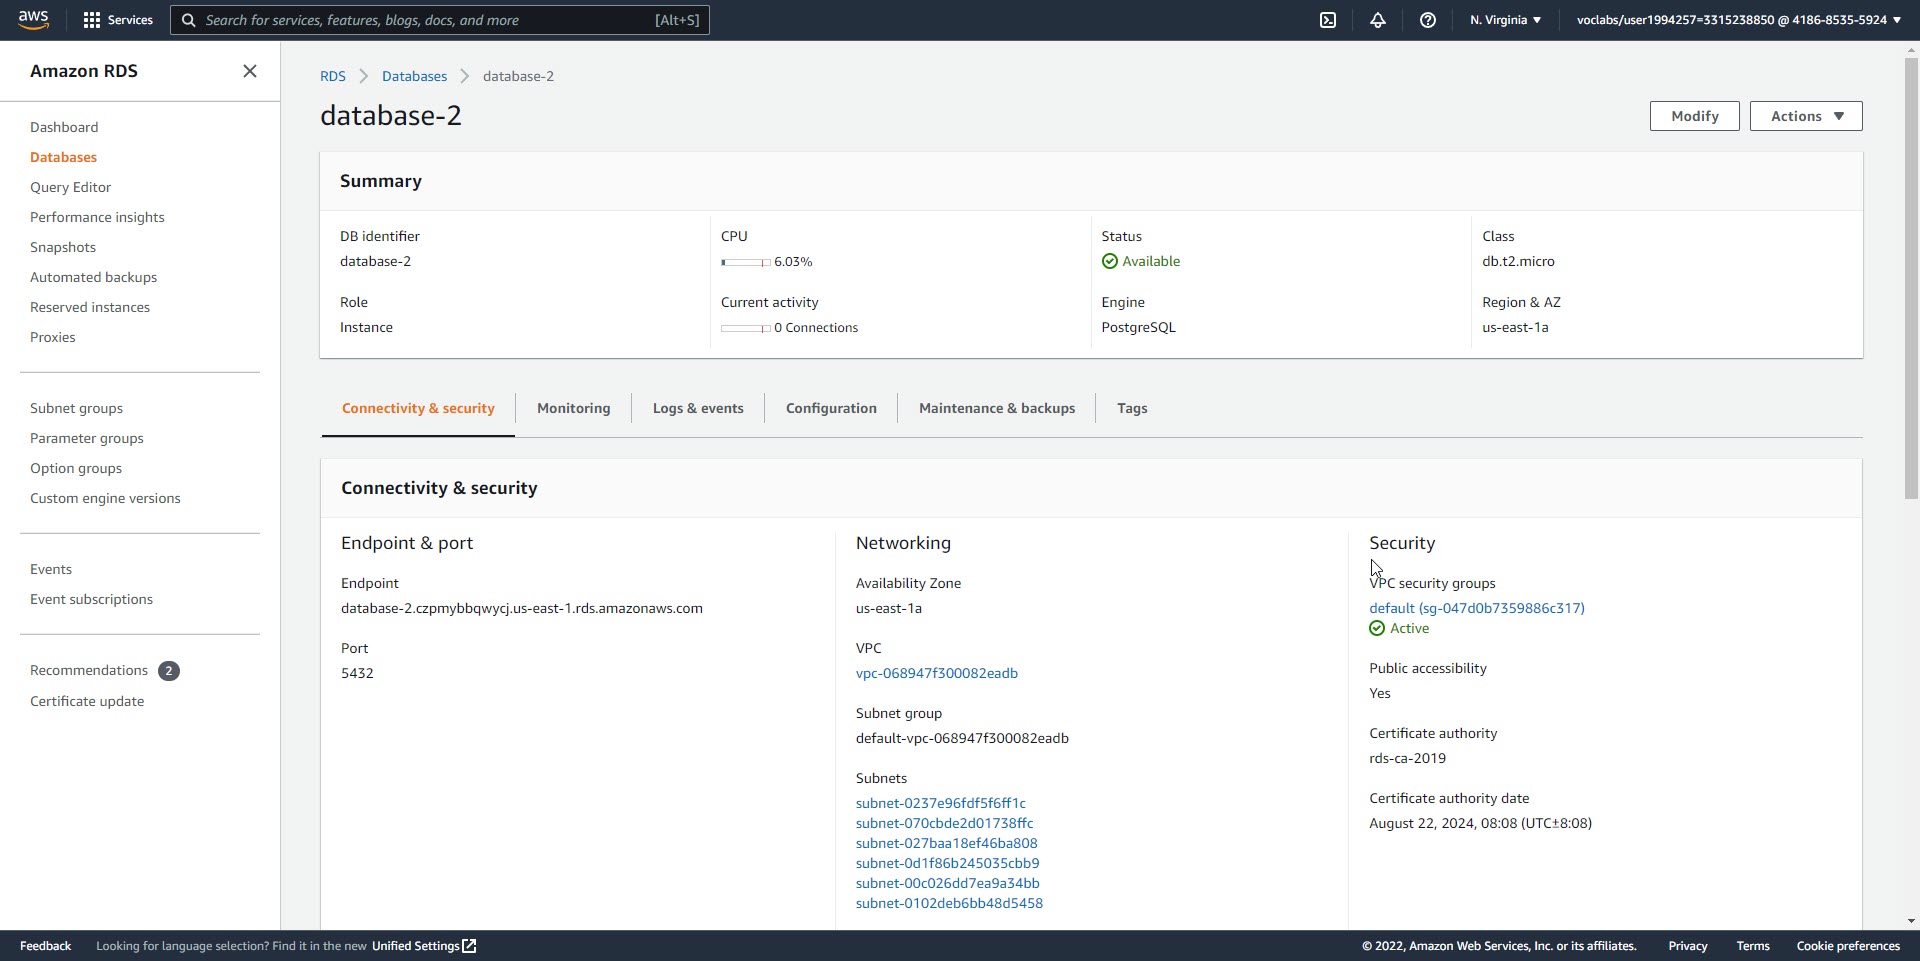 aws
Services
Search for services, features, blogs, docs, and more
[Alt+S]
N. Virginia
voclabs/user1994257=3315238850 @ 4186-8535-5924
Amazon RDS
Dashboard
Databases
Query Editor
Performance insights
Snapshots
Automated backups
Reserved instances
Proxies
Subnet groups
Parameter groups
Option groups
Custom engine versions
Events
Event subscriptions
Recommendations 2
Certificate update
RDS
Databases
database-2
database-2
Modify
Actions
Summary
DB identifier
database-2
CPU
6.03%
Status
Available
Class
db.t2.micro
Role
Instance
Current activity
0 Connections
Engine
PostgreSQL
Region & AZ
us-east-1a
Connectivity & security
Monitoring
Logs & events
Configuration
Maintenance & backups
Tags
Connectivity & security
Endpoint & port
Endpoint
database-2.czpmybbqwycj.us-east-1.rds.amazonaws.com
Port
5432
Networking
Availability Zone
us-east-1a
VPC
vpc-068947f300082eadb
Subnet group
default-vpc-068947f300082eadb
Subnets
subnet-0237e96fdf5f6ff1c
subnet-070cbde2d01738ffc
subnet-027baa18ef46ba808
subnet-0d1f86b245035cbb9
subnet-00c026dd7ea9a34bb
subnet-0102deb6bb48d5458
Security
VPC security groups
default (sg-047d0b7359886c317)
Active
Public accessibility
Yes
Certificate authority
rds-ca-2019
Certificate authority date
August 22, 2024, 08:08 (UTC±8:08)
Feedback
Looking for language selection? Find it in the new Unified Settings
© 2022, Amazon Web Services, Inc. or its affiliates.
Privacy
Terms
Cookie preferences